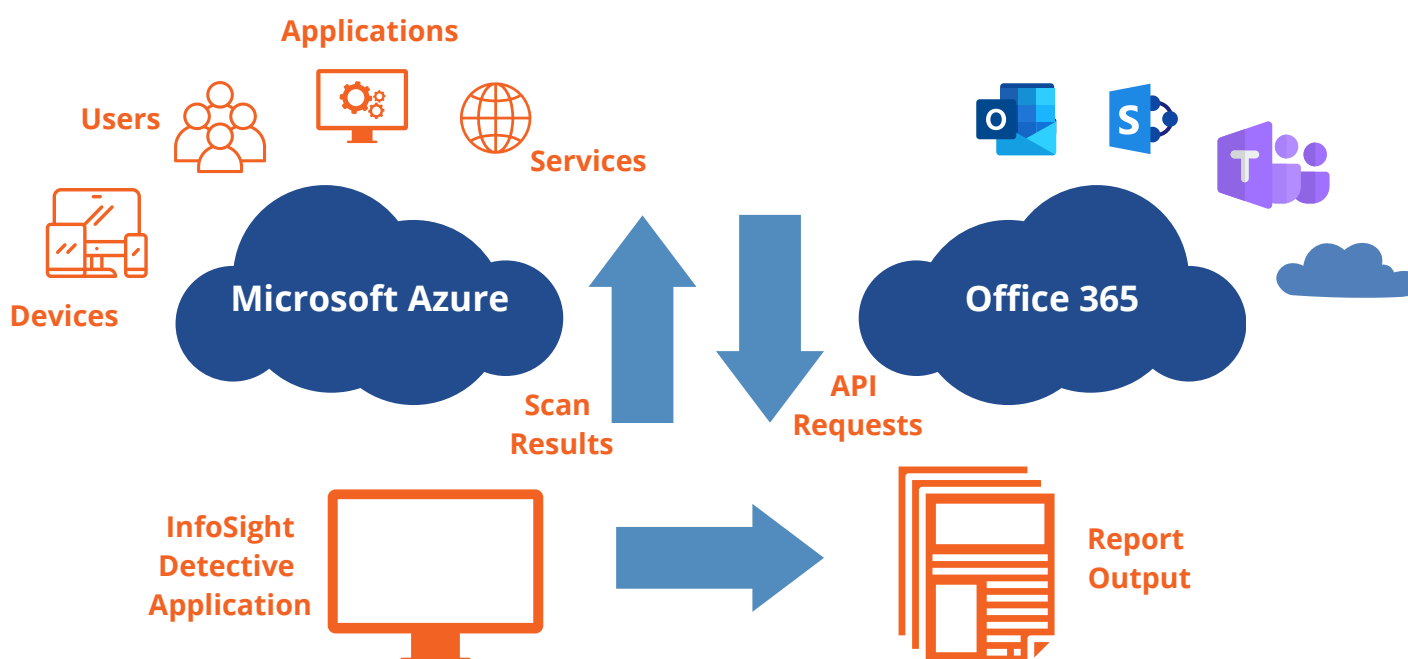 Applications
Users
Services
Devices
Microsoft Azure
O
S
T
Office 365
Scan
Results
API
Requests
InfoSight
Detective
Application
Report
Output